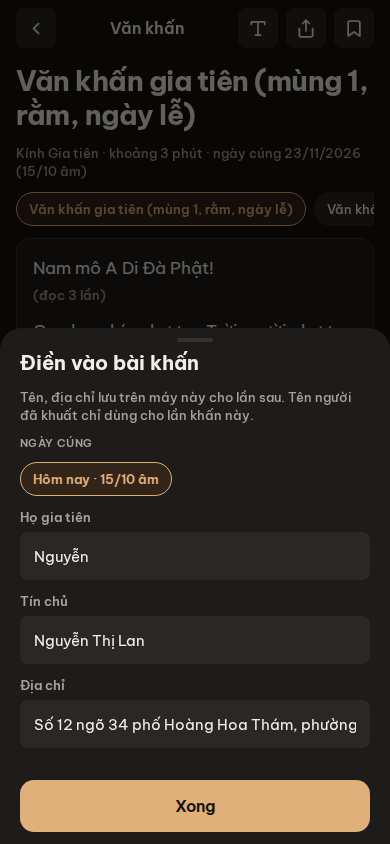 Văn khấn
Văn khấn gia tiên (mùng 1,
rằm, ngày lễ)
Kính Gia tiên · khoảng 3 phút · ngày cúng 23/11/2026
(15/10 âm)
Văn khấn gia tiên (mùng 1, rằm, ngày lễ)
Văn
Nam mô A Di Đà Phật!
(đọc 3 lần)
Điền vào bài khấn
Tên, địa chỉ lưu trên máy này cho lần sau. Tên người
đã khuất chỉ dùng cho lần khấn này.
NGÀY CÚNG
Hôm nay · 15/10 âm
Họ gia tiên
Nguyễn
Tín chủ
Nguyễn Thị Lan
Địa chỉ
Số 12 ngõ 34 phố Hoàng Hoa Thám, phường
Xong